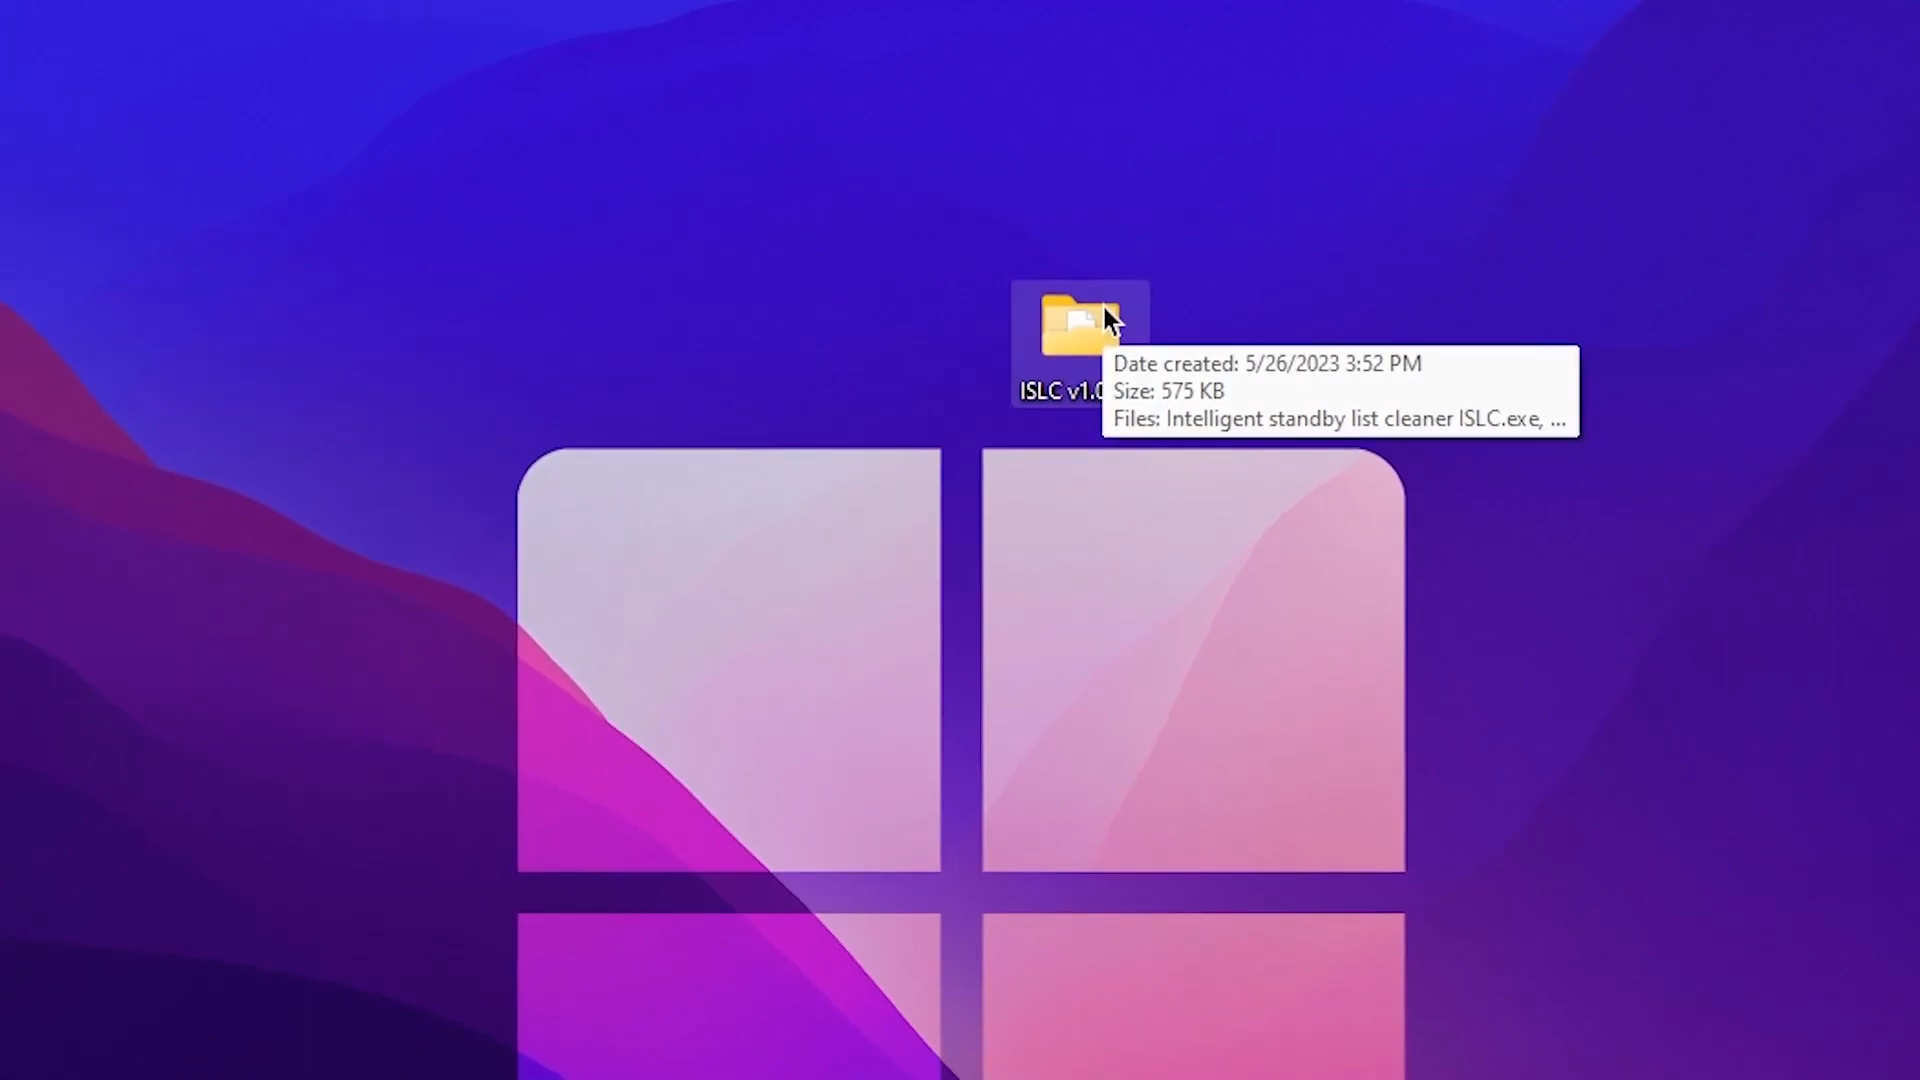 ISLC v1.0
Date created: 5/26/2023 3:52 PM
Size: 575 KB
Files: Intelligent standby list cleaner ISLC.exe, ...